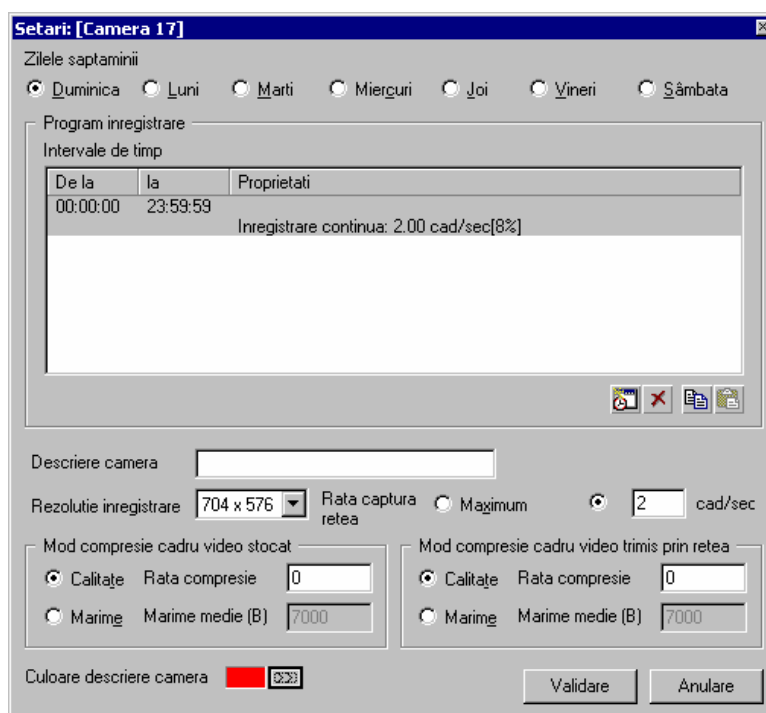 Setari: [Camera 17]
Zilele saptaminii
Duminica Luni Marti Miercuri Joi Vineri Sâmbata
Program inregistrare
Intervale de timp
De la la Proprietati
00:00:00 23:59:59
Inregistrare continua: 2.00 cad/sec[8%]
Descriere camera
Rezolutie inregistrare 704 x 576 Rata captura retea Maximum 2 cad/sec
Mod compresie cadru video stocat Mod compresie cadru video trimis prin retea
Calitate Rata compresie 0 Calitate Rata compresie 0
Marime Marime medie (B) 7000 Marime Marime medie (B) 7000
Culoare descriere camera
Validare Anulare